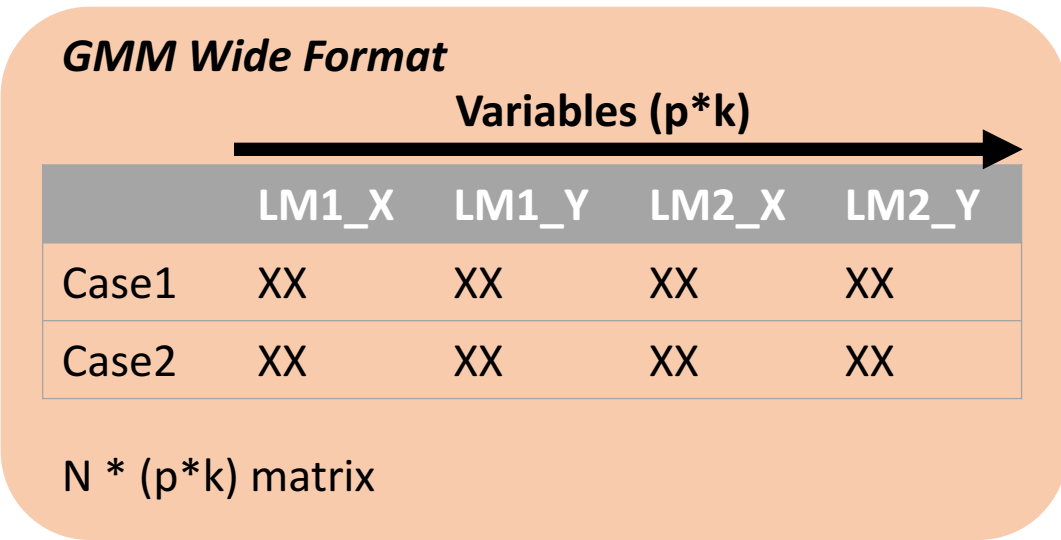 GMM Wide Format
Variables (p*k)
LM1_X LM1_Y LM2_X LM2_Y
Case1 XX XX XX XX
Case2 XX XX XX XX
N * (p*k) matrix